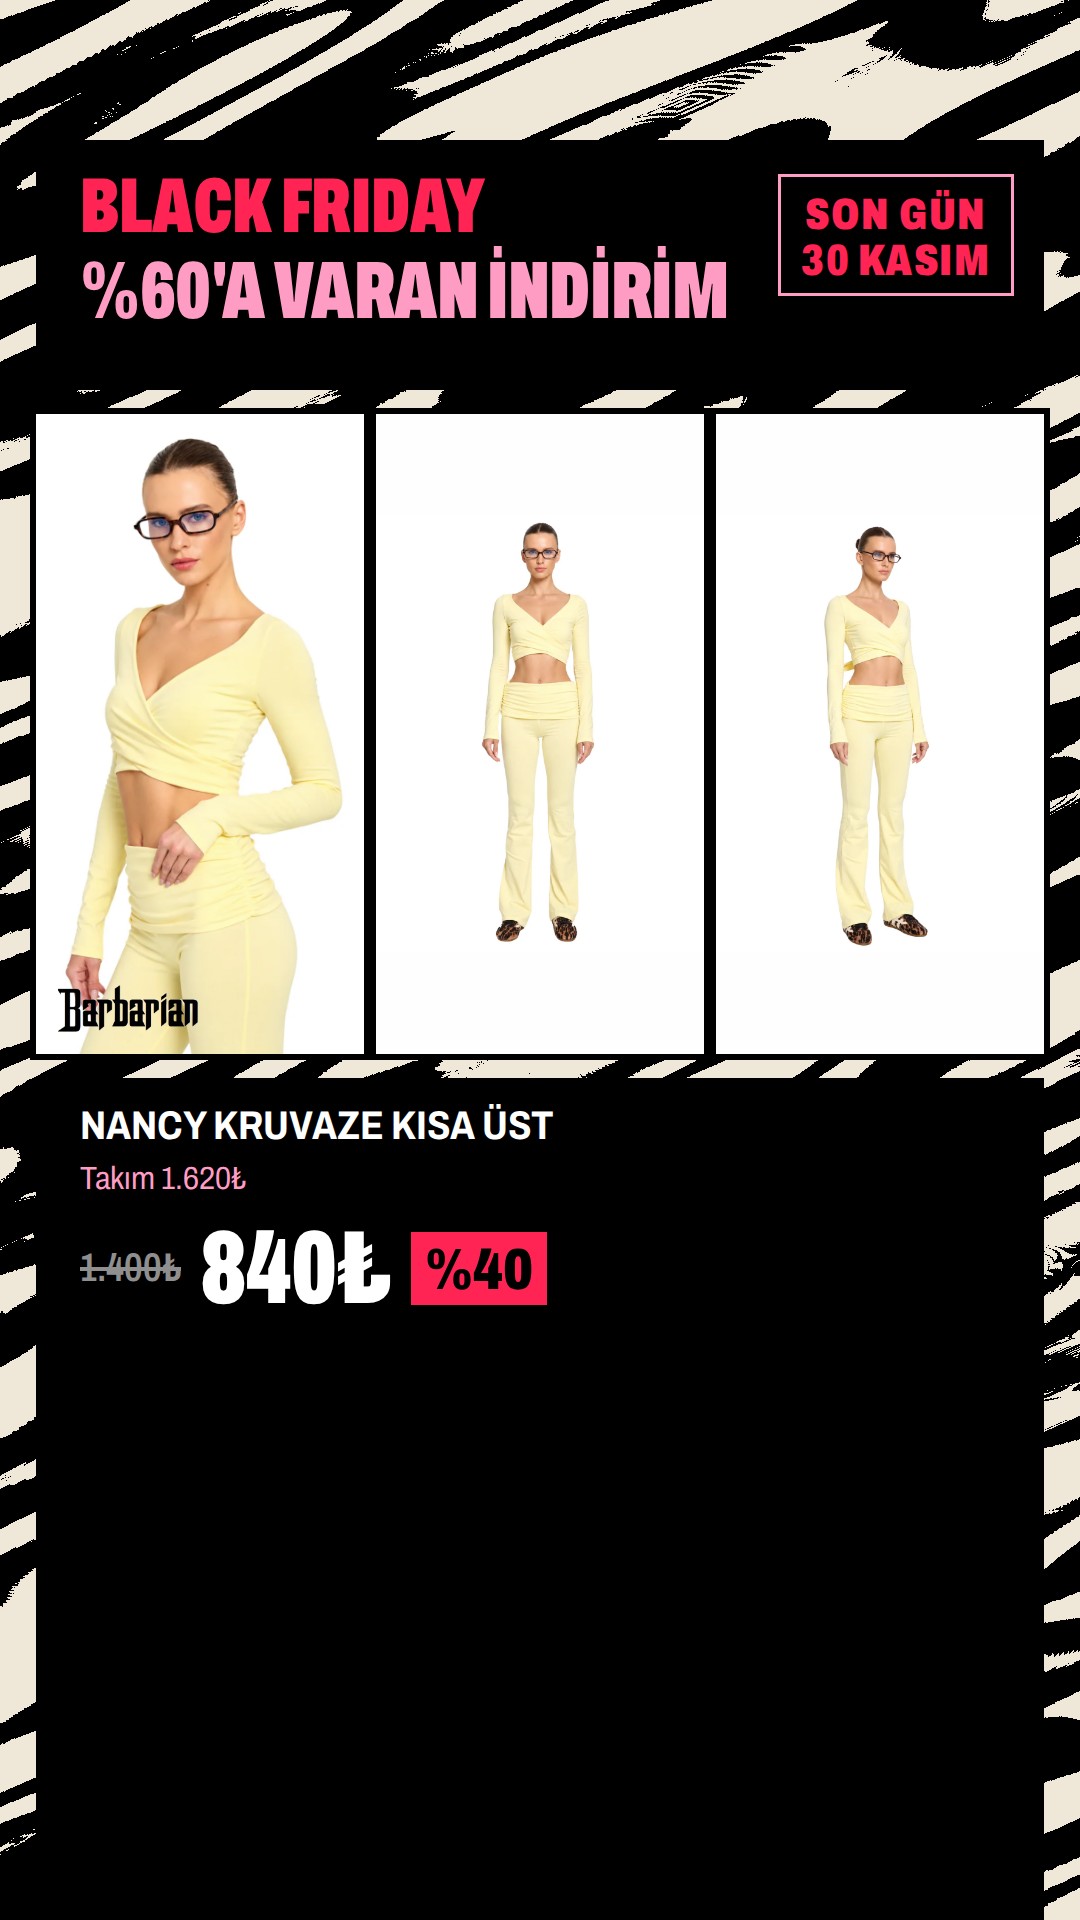 BLACK FRIDAY
%60'A VARAN İNDİRİM
SON GÜN
30 KASIM
Barbarian
NANCY KRUVAZE KISA ÜST
Takım 1.620₺
1.400₺ 840₺ %40